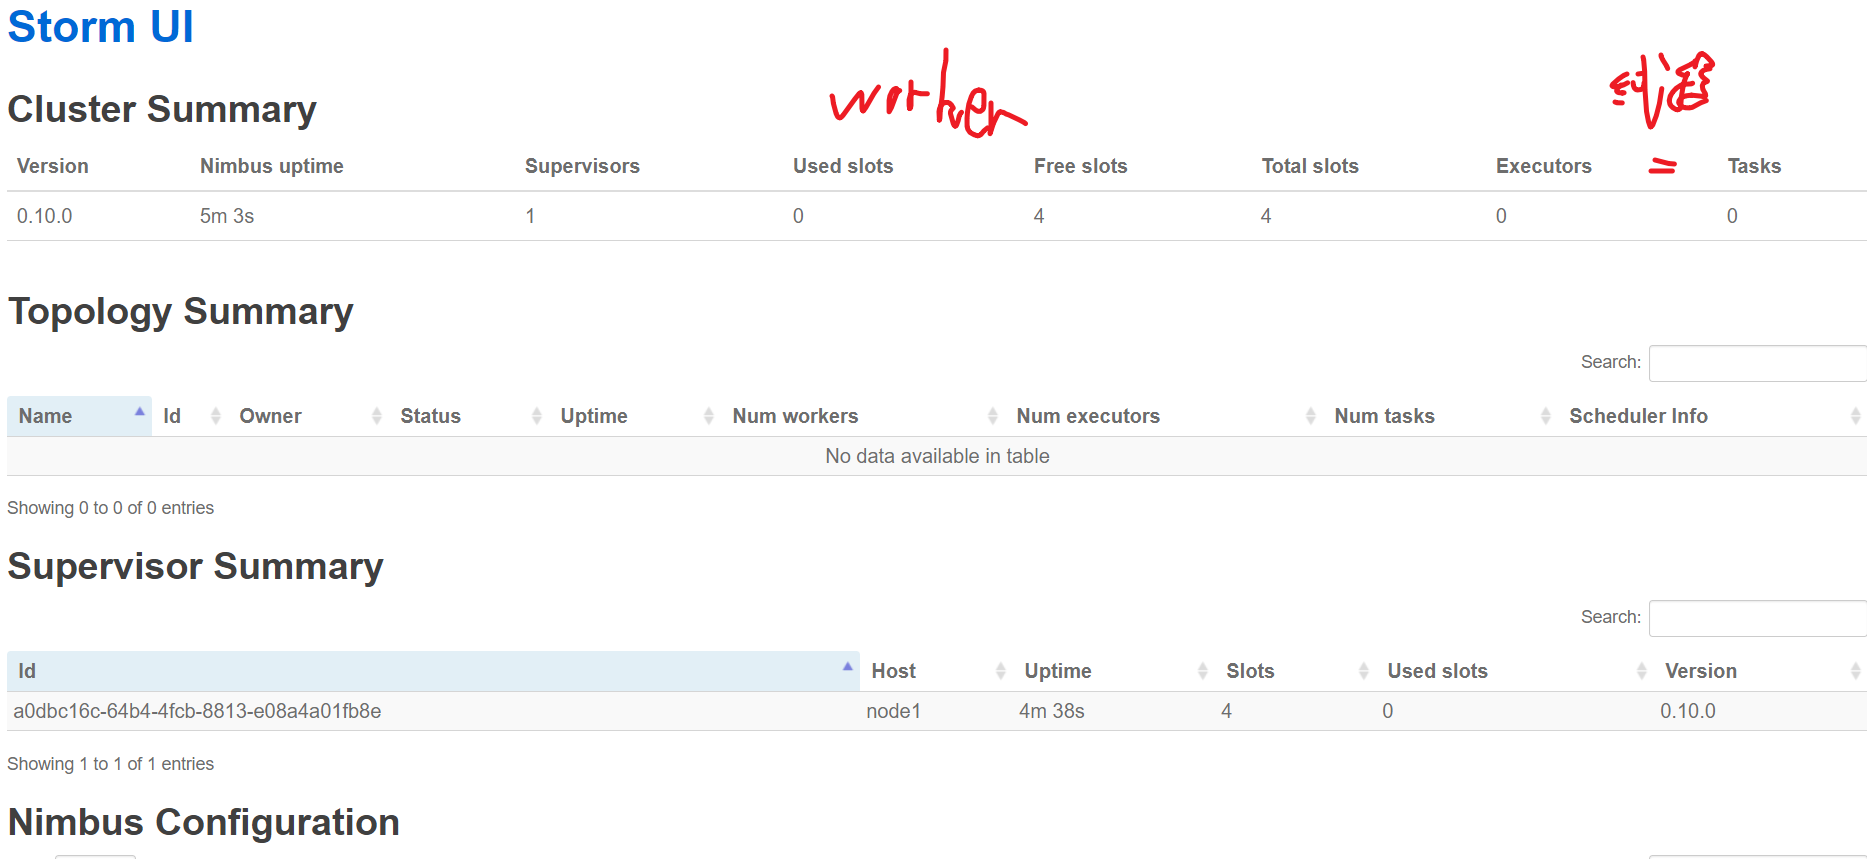 Storm UI
worker
Cluster Summary
Version Nimbus uptime Supervisors Used slots Free slots Total slots Executors = Tasks
0.10.0 5m 3s 1 0 4 4 0 0
Topology Summary
Search:
Name Id Owner Status Uptime Num workers Num executors Num tasks Scheduler Info
No data available in table
Showing 0 to 0 of 0 entries
Supervisor Summary
Search:
Id Host Uptime Slots Used slots Version
a0dbc16c-64b4-4fcb-8813-e08a4a01fb8e node1 4m 38s 4 0 0.10.0
Showing 1 to 1 of 1 entries
Nimbus Configuration